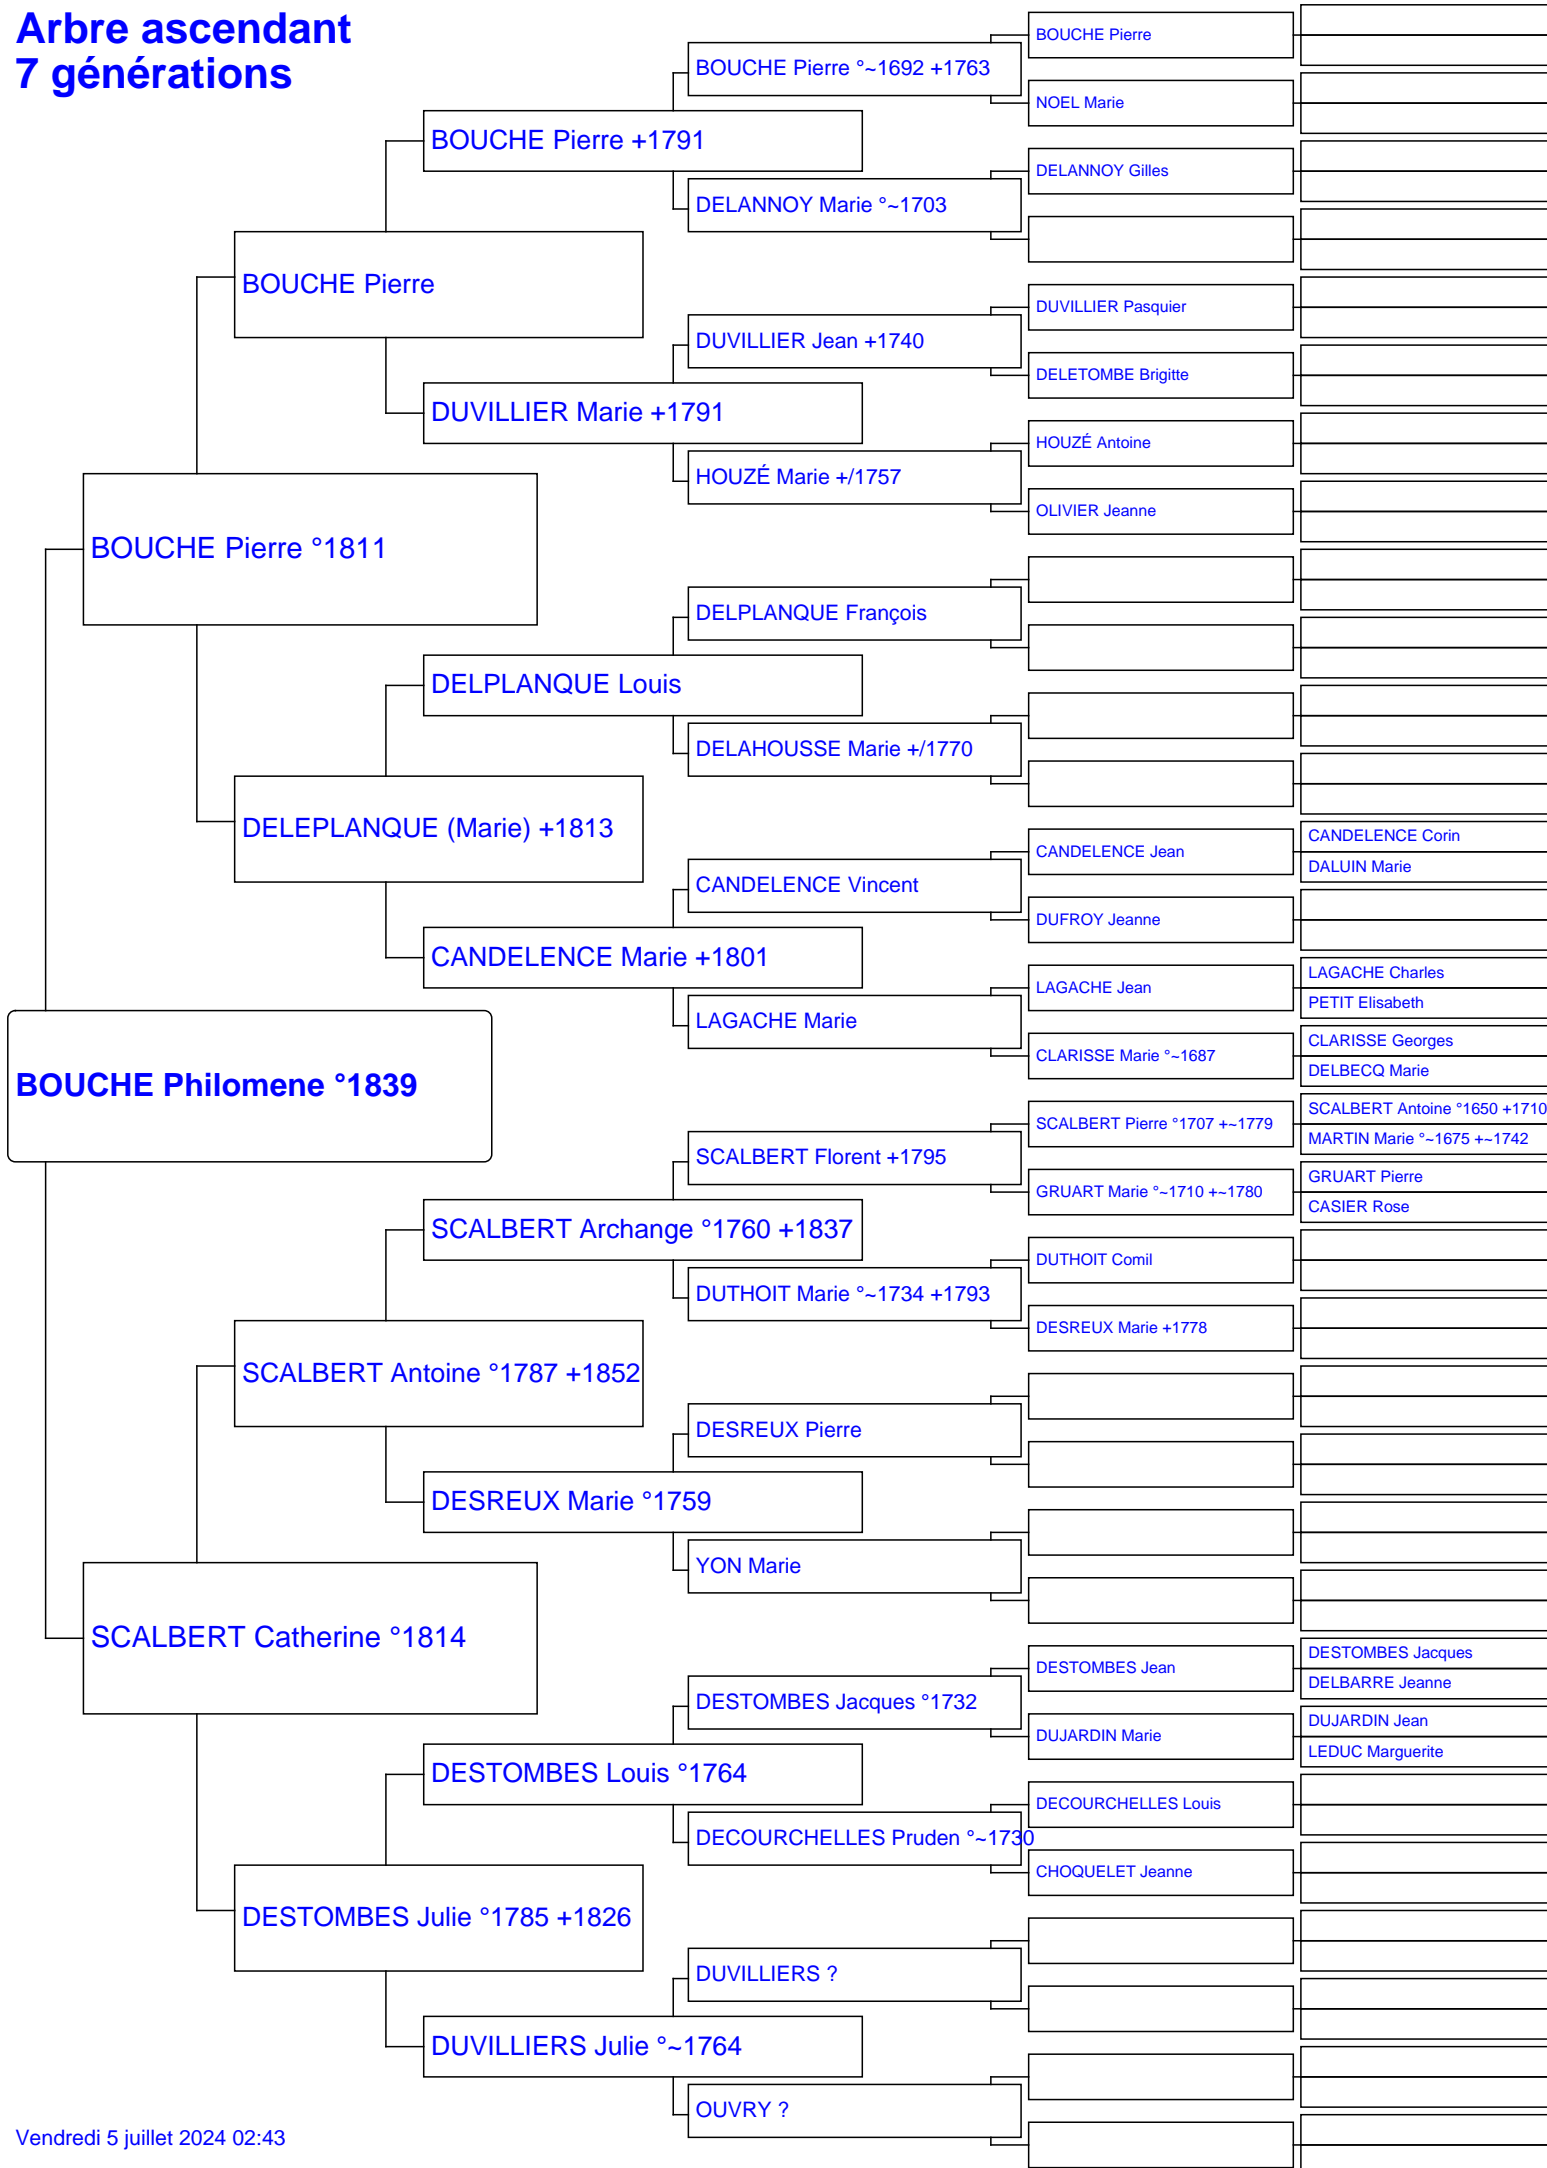 Arbre ascendant
7 générations
BOUCHE Pierre
BOUCHE Pierre °~1692 +1763
NOEL Marie
BOUCHE Pierre +1791
DELANNOY Gilles
DELANNOY Marie °~1703
BOUCHE Pierre
DUVILLIER Pasquier
DUVILLIER Jean +1740
DELETOMBE Brigitte
DUVILLIER Marie +1791
HOUZÉ Antoine
HOUZÉ Marie +/1757
OLIVIER Jeanne
BOUCHE Pierre °1811
DELPLANQUE François
DELPLANQUE Louis
DELAHOUSSE Marie +/1770
DELEPLANQUE (Marie) +1813
CANDELENCE Corin
CANDELENCE Jean
DALUIN Marie
CANDELENCE Vincent
DUFROY Jeanne
CANDELENCE Marie +1801
LAGACHE Charles
LAGACHE Jean
PETIT Elisabeth
LAGACHE Marie
CLARISSE Georges
CLARISSE Marie °~1687
DELBECQ Marie
BOUCHE Philomene °1839
SCALBERT Antoine °1650 +1710
SCALBERT Pierre °1707 +~1779
MARTIN Marie °~1675 +~1742
SCALBERT Florent +1795
GRUART Pierre
GRUART Marie °~1710 +~1780
CASIER Rose
SCALBERT Archange °1760 +1837
DUTHOIT Comil
DUTHOIT Marie °~1734 +1793
DESREUX Marie +1778
SCALBERT Antoine °1787 +1852
DESREUX Pierre
DESREUX Marie °1759
YON Marie
SCALBERT Catherine °1814
DESTOMBES Jacques
DESTOMBES Jean
DELBARRE Jeanne
DESTOMBES Jacques °1732
DUJARDIN Jean
DUJARDIN Marie
LEDUC Marguerite
DESTOMBES Louis °1764
DECOURCHELLES Louis
DECOURCHELLES Pruden °~1730
CHOQUELET Jeanne
DESTOMBES Julie °1785 +1826
DUVILLIERS ?
DUVILLIERS Julie °~1764
OUVRY ?
Vendredi 5 juillet 2024 02:43